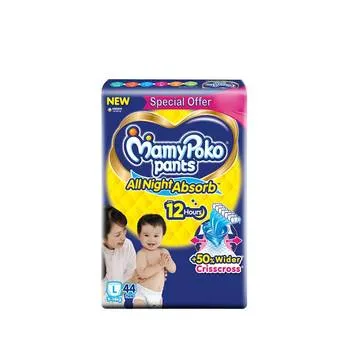 NEW
Special Offer
MamyPoko
pants
All Night Absorb
12 Hours
+50% Wider
Crisscross
L
44